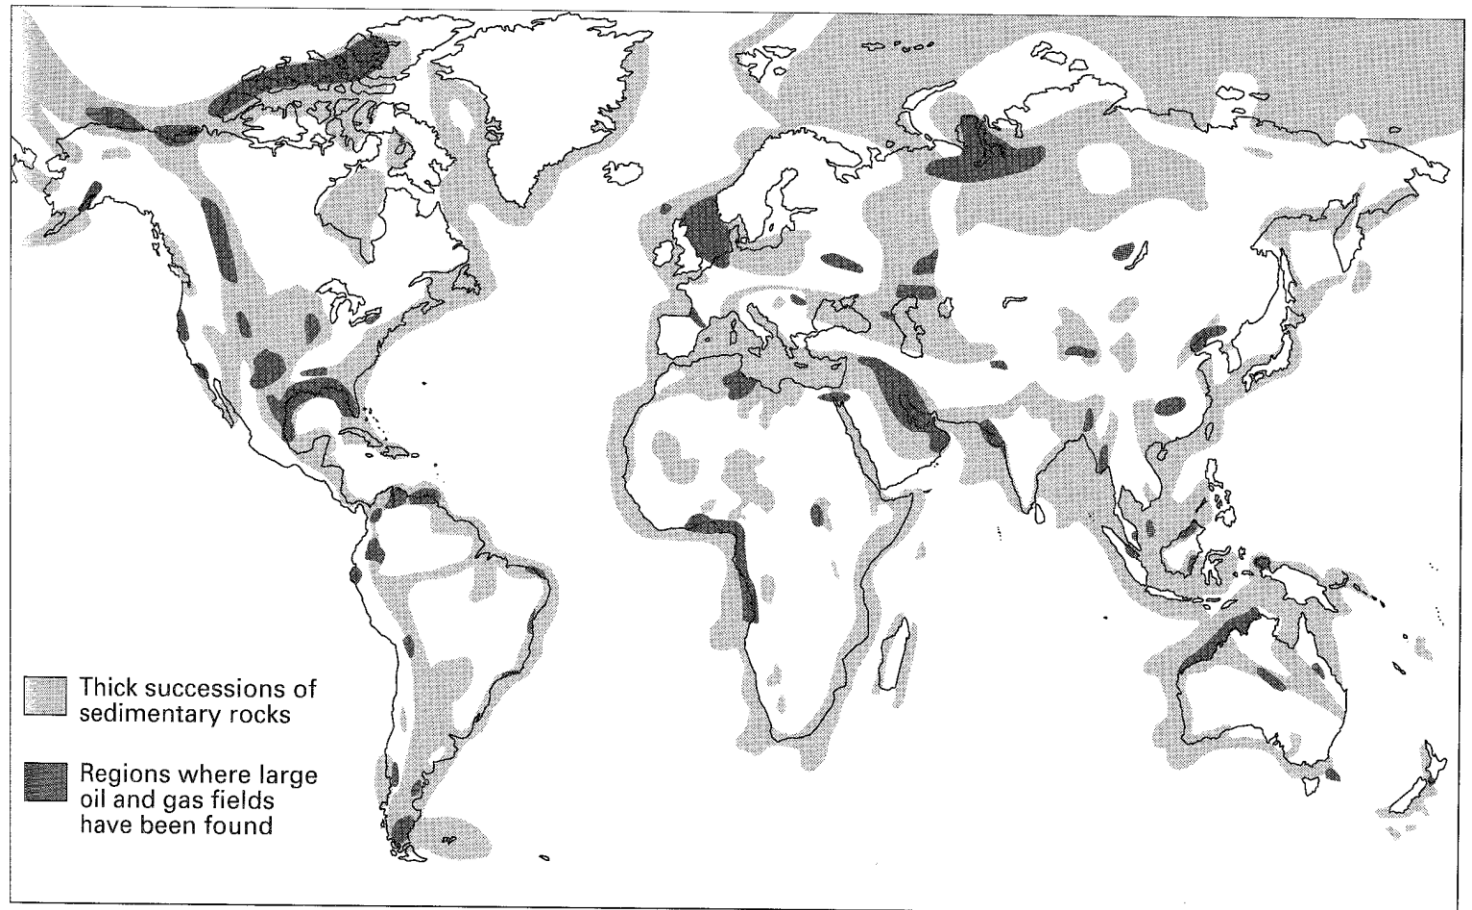 Thick successions of
sedimentary rocks
Regions where large
oil and gas fields
have been found